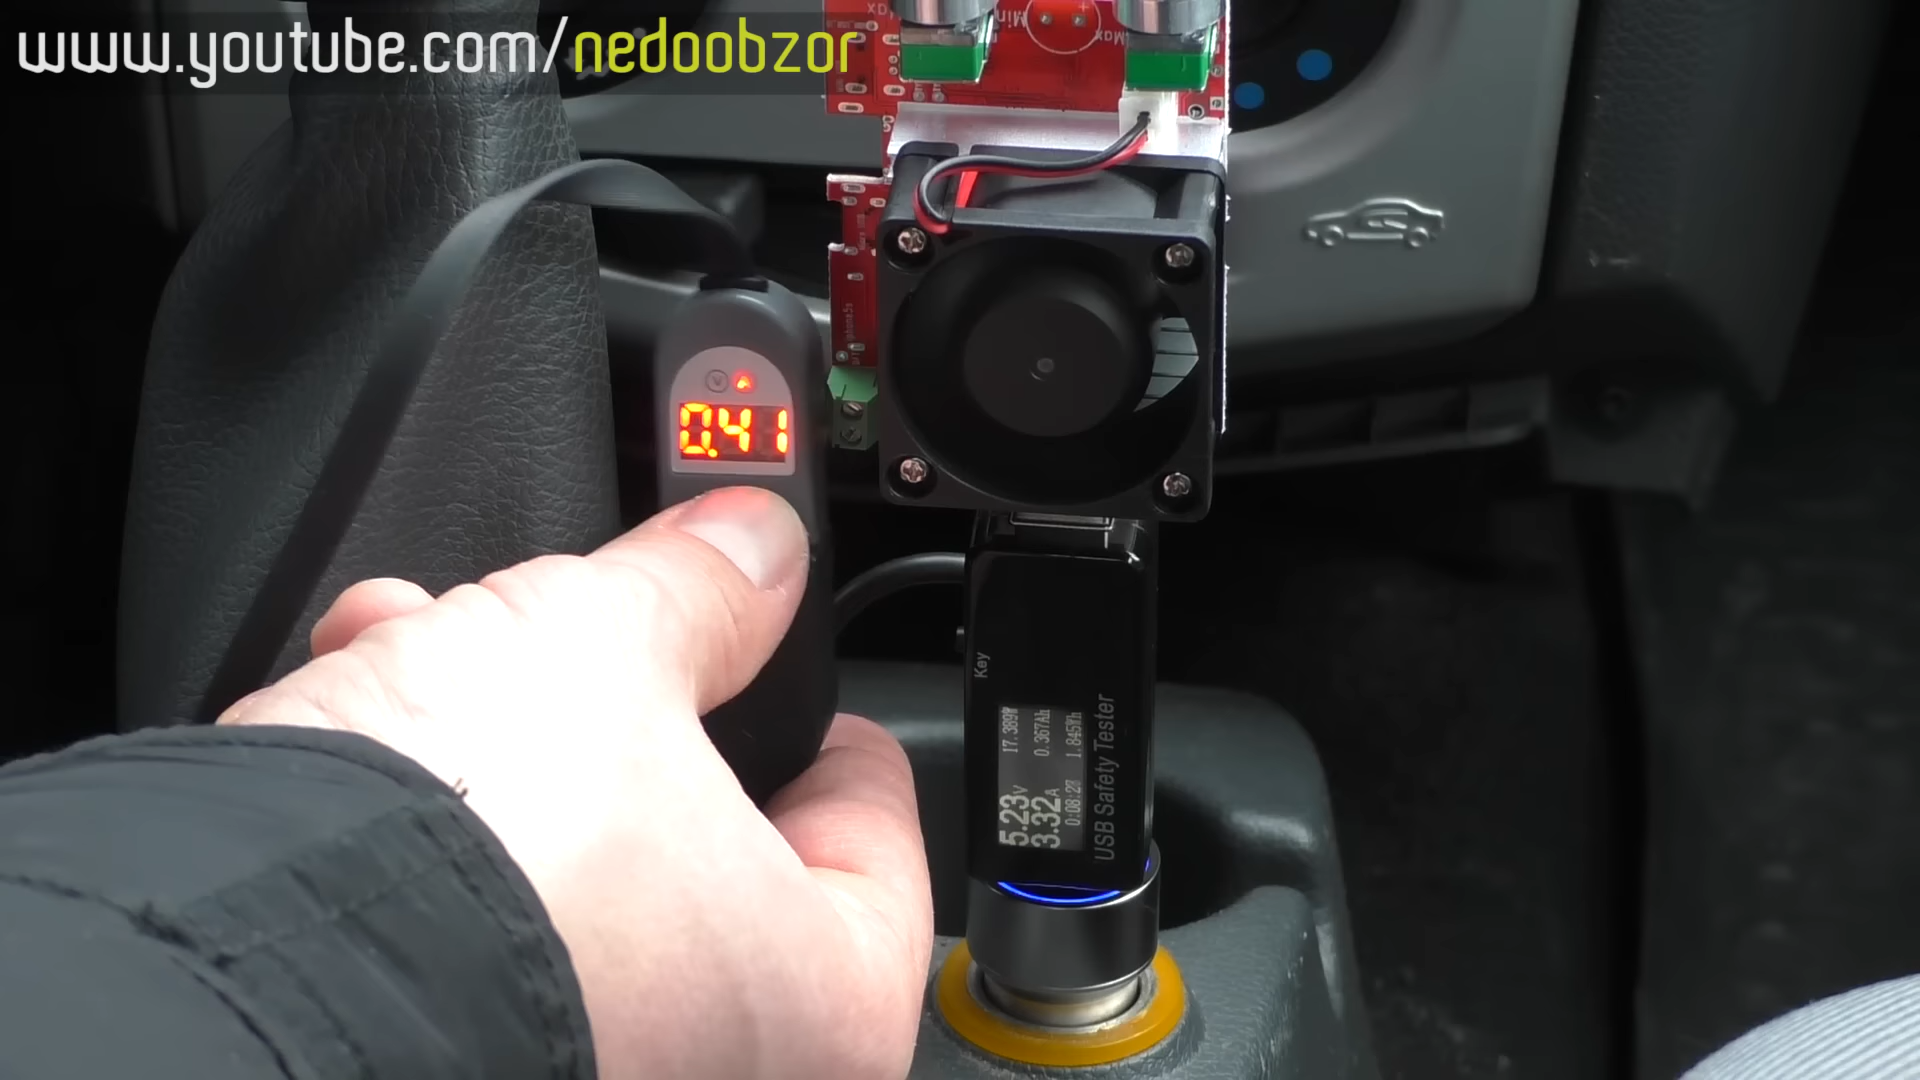 www.youtube.com/nedoobzor
Max
Min
Max
V A
0.41
Key
5.23V 17.389W
3.32A 0.367Ah
0:08:27 1.845Wh
USB Safety Tester